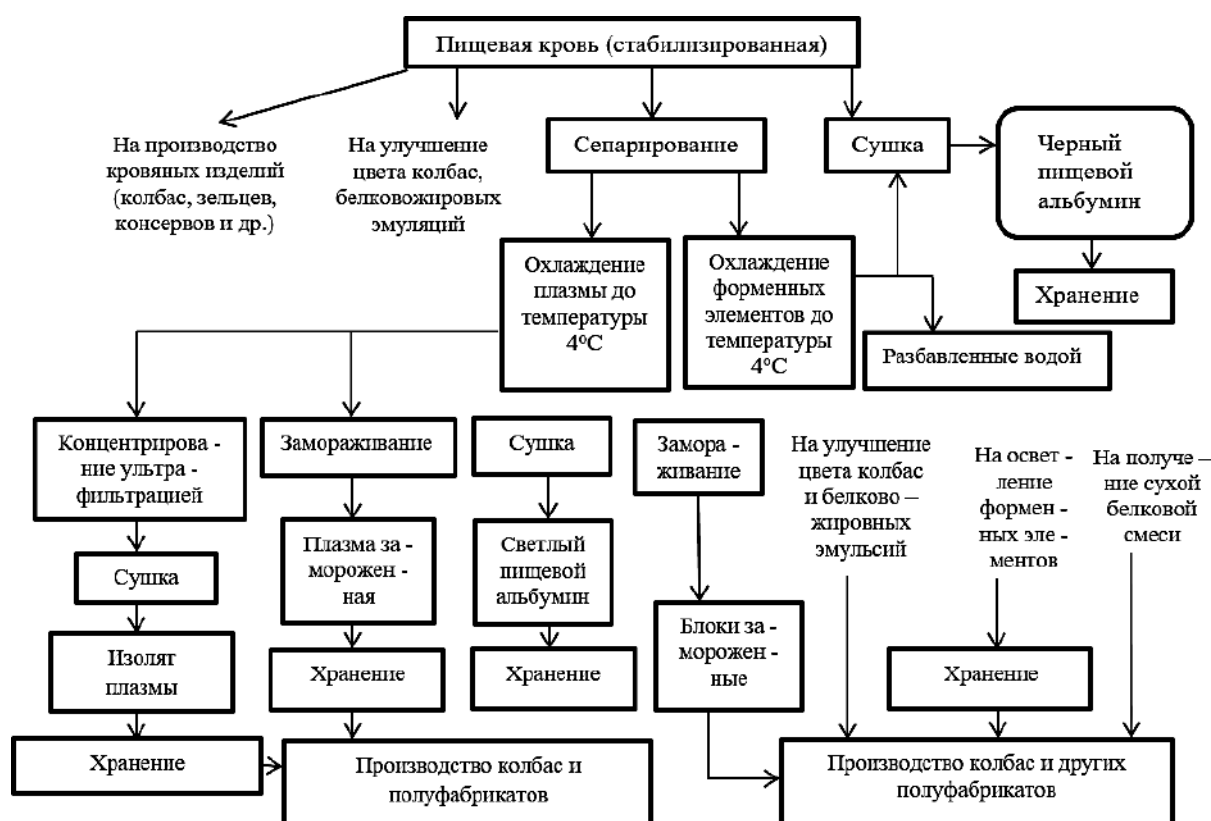 Пищевая кровь (стабилизированная)
На производство
кровяных изделий
(колбас, зельцев,
консервов и др.)
На улучшение
цвета колбас,
белковожировых
эмуляций
Сепарирование
Сушка
Черный
пищевой
альбумин
Охлаждение
плазмы до
температуры
4ºС
Охлаждение
форменных
элементов до
температуры
4ºС
Хранение
Разбавленные водой
Концентрирова -
ние ультра -
фильтрацией
Замораживание
Сушка
Замора -
живание
На улучшение
цвета колбас
и белково –
жировных
эмульсий
На освет -
ление
формен -
ных эле -
ментов
На получе –
ние сухой
белковой
смеси
Сушка
Плазма за -
морожен -
ная
Светлый
пищевой
альбумин
Изолят
плазмы
Хранение
Хранение
Блоки за -
морожен -
ные
Хранение
Хранение
Производство колбас и
полуфабрикатов
Производство колбас и других
полуфабрикатов